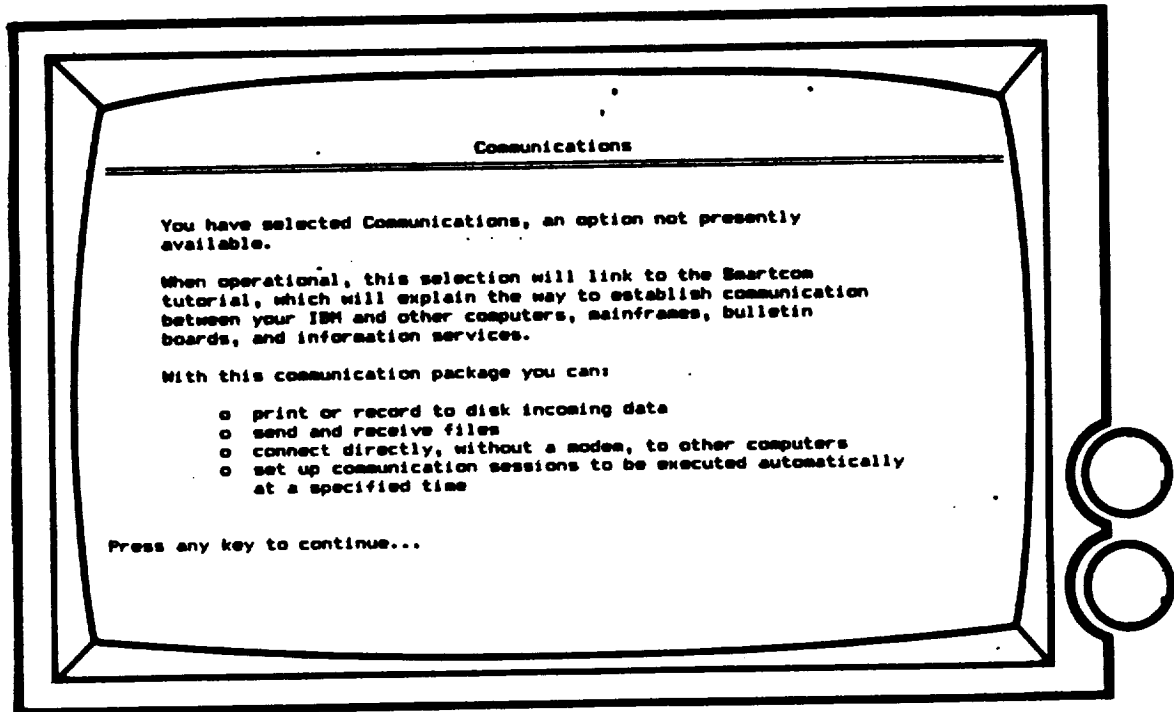 Communications
You have selected Communications, an option not presently
available.
When operational, this selection will link to the Smartcom
tutorial, which will explain the way to establish communication
between your IBM and other computers, mainframes, bulletin
boards, and information services.
With this communication package you can:
o print or record to disk incoming data
o send and receive files
o connect directly, without a modem, to other computers
o set up communication sessions to be executed automatically
at a specified time
Press any key to continue...